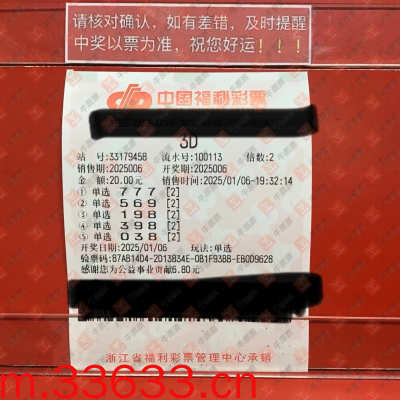 请核对确认，如有差错，及时提醒
中奖以票为准，祝您好运！！！
中国福利彩票
3D
站 号:33179458 流水号:100113 倍数:2
销售期:2025006 开奖期:2025006
金 额:20.00元 销售时间:2025/01/06-19:32:14
① 单选 7 7 7 [2]
② 单选 5 6 9 [2]
③ 单选 1 9 8 [2]
④ 单选 3 9 8 [2]
⑤ 单选 0 3 8 [2]
开奖日期:2025/01/06 玩法:单选
验票码:87AB14D4-2D13834E-0B1F93BB-EB0D9628
感谢您为公益事业贡献6.80元
浙江省福利彩票管理中心承销
m.33633.cn